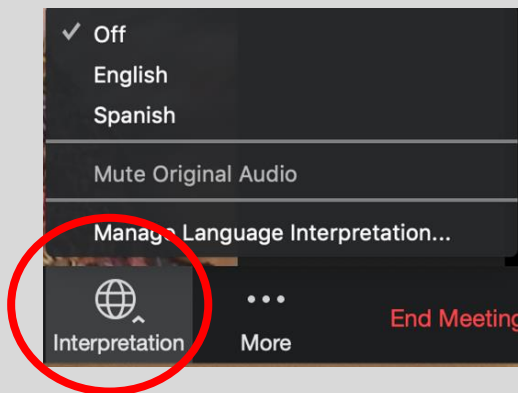 Off
English
Spanish
Mute Original Audio
Manage Language Interpretation...
Interpretation
More
End Meeting